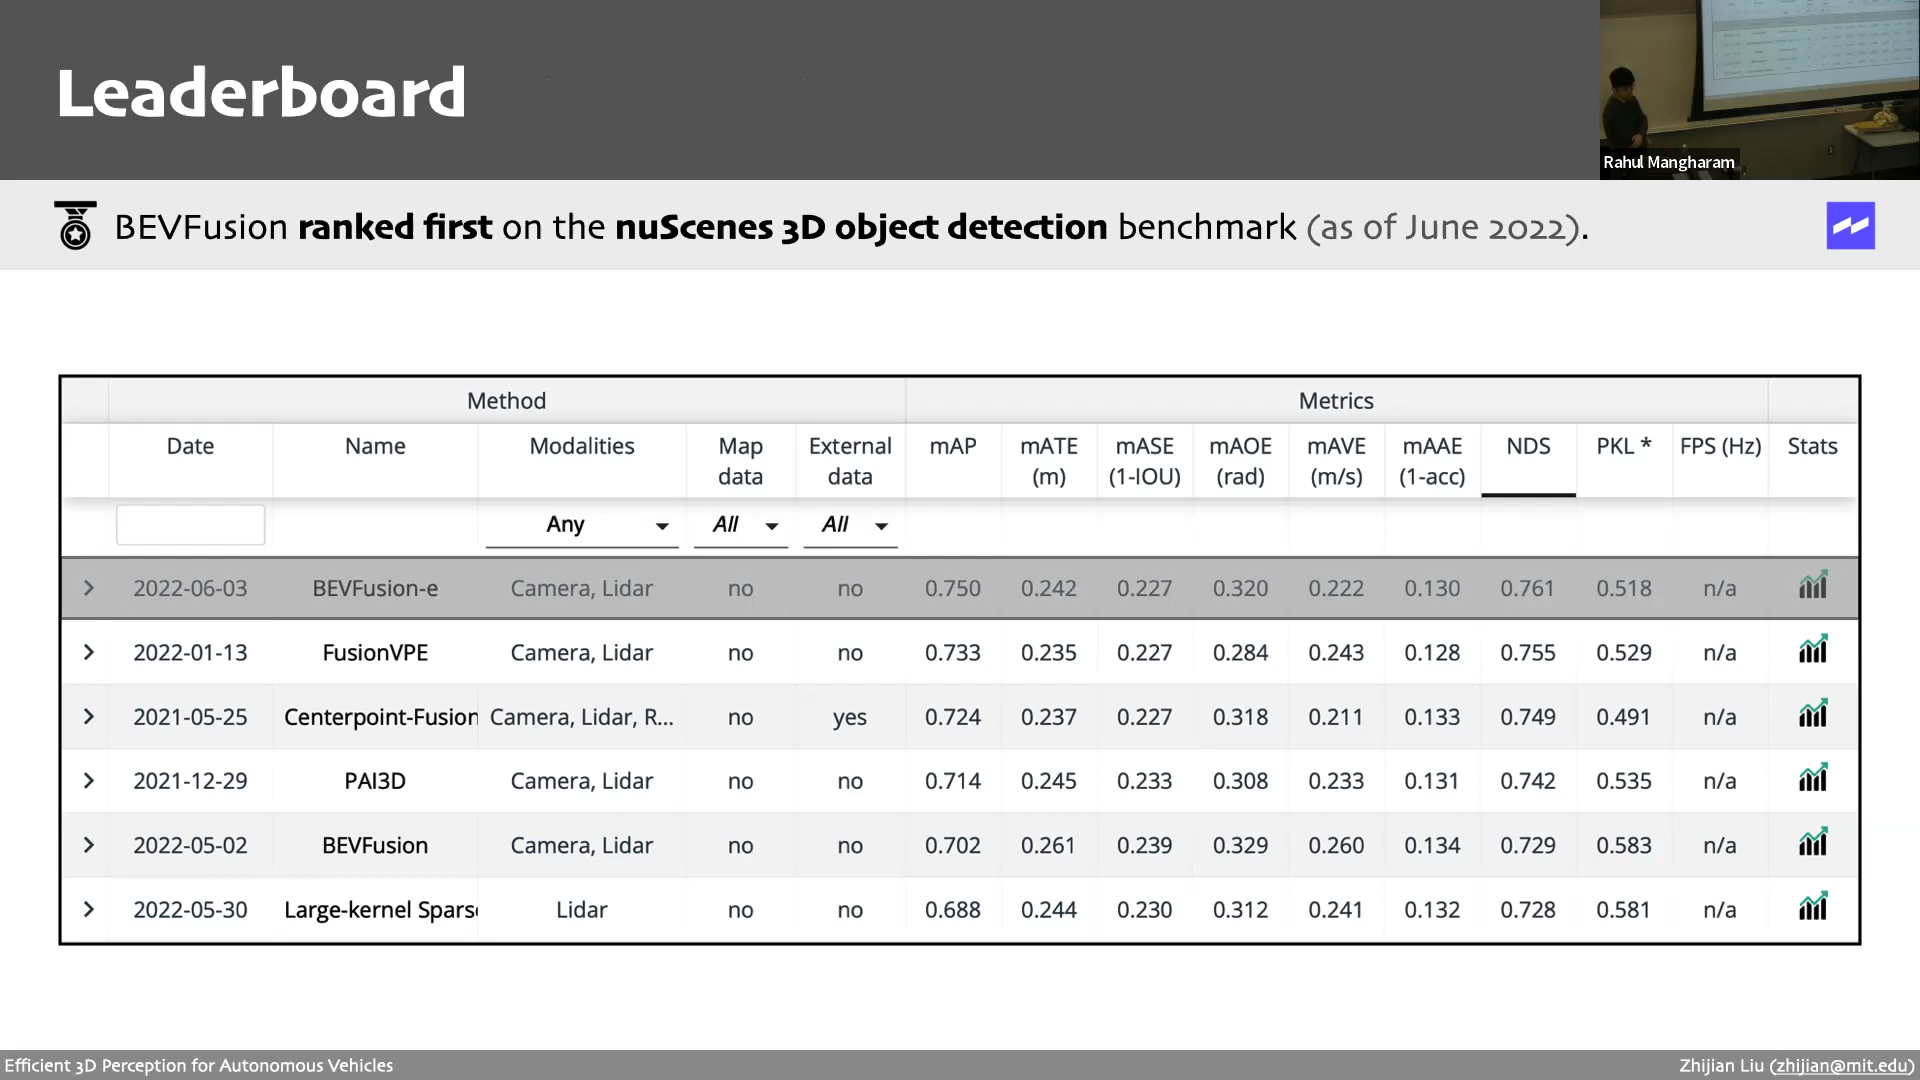 Leaderboard
Rahul Mangharam
BEVFusion ranked first on the nuScenes 3D object detection benchmark (as of June 2022).
Method Metrics
Date Name Modalities Map data External data mAP mATE (m) mASE (1-IOU) mAOE (rad) mAVE (m/s) mAAE (1-acc) NDS PKL * FPS (Hz) Stats
Any All All
2022-06-03 BEVFusion-e Camera, Lidar no no 0.750 0.242 0.227 0.320 0.222 0.130 0.761 0.518 n/a
2022-01-13 FusionVPE Camera, Lidar no no 0.733 0.235 0.227 0.284 0.243 0.128 0.755 0.529 n/a
2021-05-25 Centerpoint-Fusion Camera, Lidar, R... no yes 0.724 0.237 0.227 0.318 0.211 0.133 0.749 0.491 n/a
2021-12-29 PAI3D Camera, Lidar no no 0.714 0.245 0.233 0.308 0.233 0.131 0.742 0.535 n/a
2022-05-02 BEVFusion Camera, Lidar no no 0.702 0.261 0.239 0.329 0.260 0.134 0.729 0.583 n/a
2022-05-30 Large-kernel Spars Lidar no no 0.688 0.244 0.230 0.312 0.241 0.132 0.728 0.581 n/a
Efficient 3D Perception for Autonomous Vehicles
Zhijian Liu (zhijian@mit.edu)